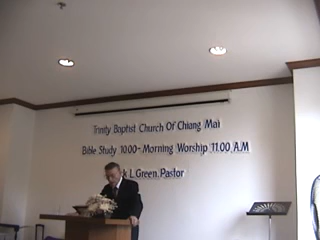 Trinity Baptist Church Of Chiang Mai
Bible Study 10:00- Morning Worship 11:00 A.M
L. Green, Pastor